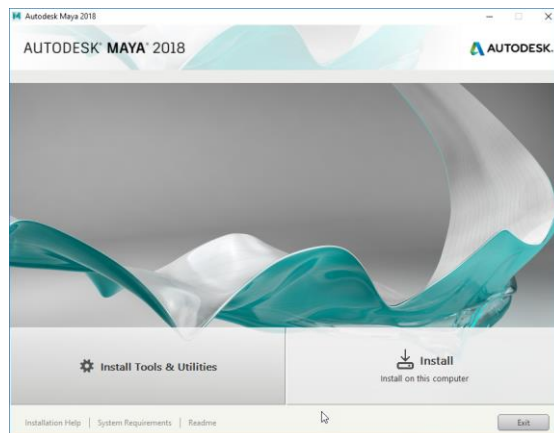 Autodesk Maya 2018
AUTODESK® MAYA® 2018
AUTODESK.
Install Tools & Utilities
Install
Install on this computer
Installation Help | System Requirements | Readme
Exit